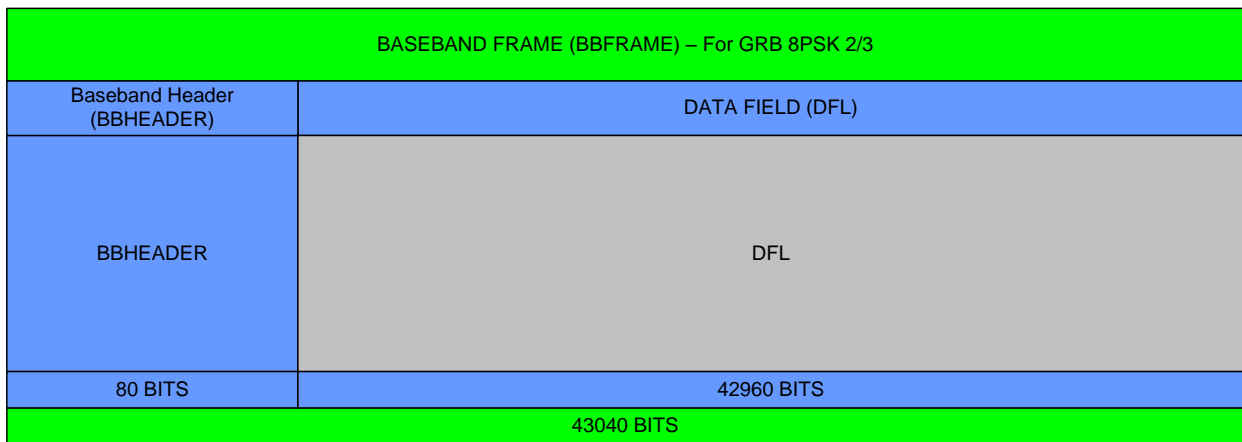 BASEBAND FRAME (BBFRAME) – For GRB 8PSK 2/3
Baseband Header
(BBHEADER)
DATA FIELD (DFL)
BBHEADER
DFL
80 BITS
42960 BITS
43040 BITS